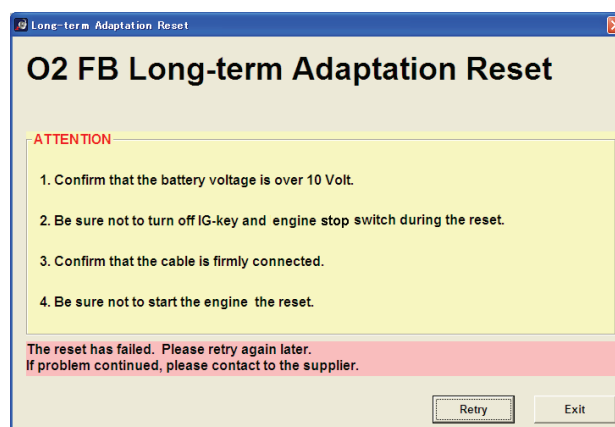 Long-term Adaptation Reset
O2 FB Long-term Adaptation Reset
ATTENTION
1. Confirm that the battery voltage is over 10 Volt.
2. Be sure not to turn off IG-key and engine stop switch during the reset.
3. Confirm that the cable is firmly connected.
4. Be sure not to start the engine the reset.
The reset has failed. Please retry again later.
If problem continued, please contact to the supplier.
Retry Exit